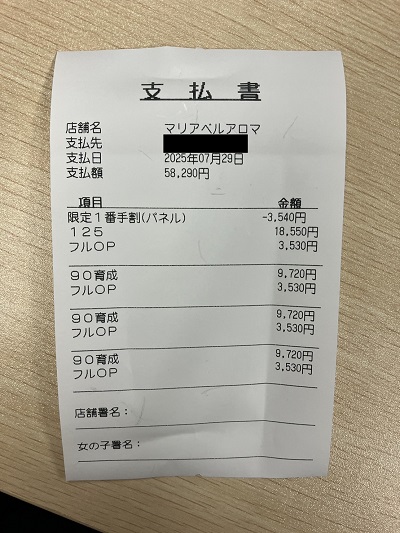 支 払 書
店舗名 マリアベルアロマ
支払先
支払日 2025年07月29日
支払額 58,290円
項目 金額
限定1番手割(パネル) -3,540円
125 18,550円
フルOP 3,530円
90育成 9,720円
フルOP 3,530円
90育成 9,720円
フルOP 3,530円
90育成 9,720円
フルOP 3,530円
店舗署名:
女の子署名: